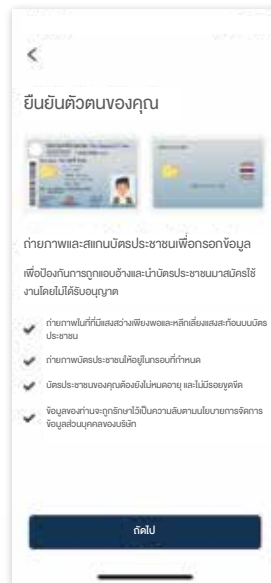 ยืนยันตัวตนของคุณ
ถ่ายภาพและสแกนบัตรประชาชนเพื่อกรอกข้อมูล
เพื่อป้องกันการถูกแอบอ้างและนำบัตรประชาชนมาสมัครใช้
งานโดยไม่ได้รับอนุญาต
ถ่ายภาพในที่ที่มีแสงสว่างเพียงพอและหลีกเลี่ยงแสงสะท้อนบนบัตร
ประชาชน
ถ่ายภาพบัตรประชาชนให้อยู่ในกรอบที่กำหนด
บัตรประชาชนของคุณต้องยังไม่หมดอายุ และไม่มีรอยขูดขีด
ข้อมูลของท่านจะถูกรักษาไว้เป็นความลับตามนโยบายการจัดการ
ข้อมูลส่วนบุคคลของบริษัท
ถัดไป